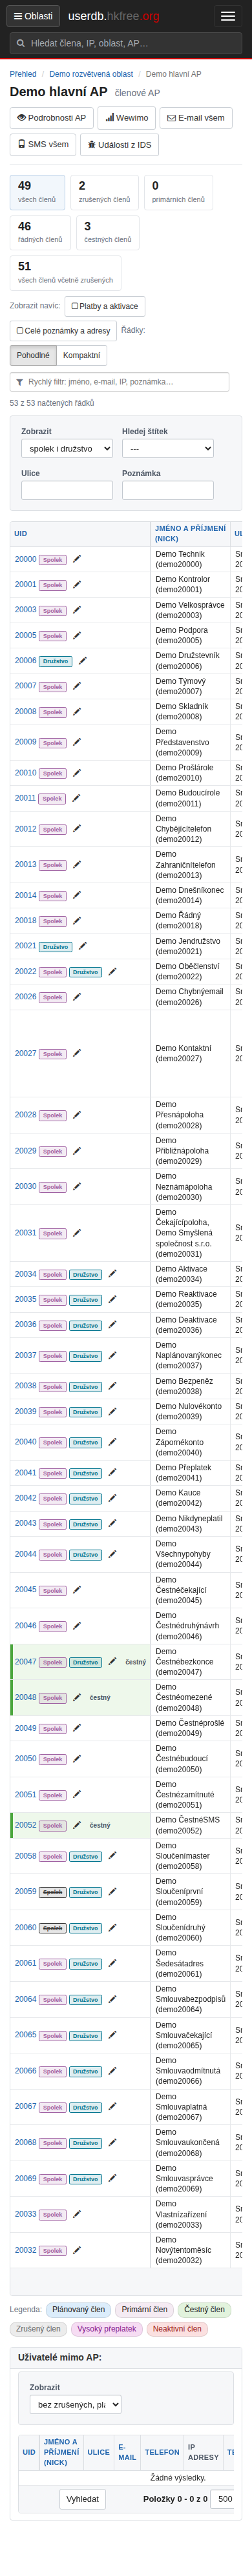 Oblasti userdb.hkfree.org
Hledat člena, IP, oblast, AP…
Přehled / Demo rozvětvená oblast / Demo hlavní AP
Demo hlavní AP členové AP
Podrobnosti AP Wewimo E-mail všem
SMS všem Události z IDS
49
všech členů
2
zrušených členů
0
primárních členů
46
řádných členů
3
čestných členů
51
všech členů včetně zrušených
Zobrazit navíc: Platby a aktivace
Celé poznámky a adresy Řádky:
Pohodlné Kompaktní
Rychlý filtr: jméno, e-mail, IP, poznámka…
53 z 53 načtených řádků
Zobrazit Hledej štítek
spolek i družstvo ---
Ulice Poznámka
UID JMÉNO A PŘÍJMENÍ (NICK) UL
20000 Spolek Demo Technik (demo20000)
20001 Spolek Demo Kontrolor (demo20001)
20003 Spolek Demo Velkosprávce (demo20003)
20005 Spolek Demo Podpora (demo20005)
20006 Družstvo Demo Družstevník (demo20006)
20007 Spolek Demo Týmový (demo20007)
20008 Spolek Demo Skladník (demo20008)
20009 Spolek Demo Představenstvo (demo20009)
20010 Spolek Demo Prošlárole (demo20010)
20011 Spolek Demo Budoucírole (demo20011)
20012 Spolek Demo Chybějícítelefon (demo20012)
20013 Spolek Demo Zahraničnítelefon (demo20013)
20014 Spolek Demo Dnešníkonec (demo20014)
20018 Spolek Demo Řádný (demo20018)
20021 Družstvo Demo Jendružstvo (demo20021)
20022 Spolek Družstvo Demo Oběčlenství (demo20022)
20026 Spolek Demo Chybnýemail (demo20026)
20027 Spolek Demo Kontaktní (demo20027)
20028 Spolek Demo Přesnápoloha (demo20028)
20029 Spolek Demo Přibližnápoloha (demo20029)
20030 Spolek Demo Neznámápoloha (demo20030)
20031 Spolek Demo Čekajícípoloha, Demo Smyšlená společnost s.r.o. (demo20031)
20034 Spolek Družstvo Demo Aktivace (demo20034)
20035 Spolek Družstvo Demo Reaktivace (demo20035)
20036 Spolek Družstvo Demo Deaktivace (demo20036)
20037 Spolek Družstvo Demo Naplánovanýkonec (demo20037)
20038 Spolek Družstvo Demo Bezpeněz (demo20038)
20039 Spolek Družstvo Demo Nulovékonto (demo20039)
20040 Spolek Družstvo Demo Zápornékonto (demo20040)
20041 Spolek Družstvo Demo Přeplatek (demo20041)
20042 Spolek Družstvo Demo Kauce (demo20042)
20043 Spolek Družstvo Demo Nikdyneplatil (demo20043)
20044 Spolek Družstvo Demo Všechnypohyby (demo20044)
20045 Spolek Demo Čestnéčekající (demo20045)
20046 Spolek Demo Čestnédruhýnávrh (demo20046)
20047 Spolek Družstvo čestný Demo Čestnébezkonce (demo20047)
20048 Spolek čestný Demo Čestnéomezené (demo20048)
20049 Spolek Demo Čestnéprošlé (demo20049)
20050 Spolek Demo Čestnébudoucí (demo20050)
20051 Spolek Demo Čestnézamítnuté (demo20051)
20052 Spolek čestný Demo ČestnéSMS (demo20052)
20058 Spolek Družstvo Demo Sloučenímaster (demo20058)
20059 Spolek Družstvo Demo Sloučeníprvní (demo20059)
20060 Spolek Družstvo Demo Sloučenídruhý (demo20060)
20061 Spolek Družstvo Demo Šedesátadres (demo20061)
20064 Spolek Družstvo Demo Smlouvabezpodpisů (demo20064)
20065 Spolek Družstvo Demo Smlouvačekající (demo20065)
20066 Spolek Družstvo Demo Smlouvaodmítnutá (demo20066)
20067 Spolek Družstvo Demo Smlouvaplatná (demo20067)
20068 Spolek Družstvo Demo Smlouvaukončená (demo20068)
20069 Spolek Družstvo Demo Smlouvasprávce (demo20069)
20033 Spolek Demo Vlastnízařízení (demo20033)
20032 Spolek Demo Novýtentoměsíc (demo20032)
Legenda: Plánovaný člen Primární člen Čestný člen
Zrušený člen Vysoký přeplatek Neaktivní člen
Uživatelé mimo AP:
Zobrazit
bez zrušených, plá
UID JMÉNO A PŘÍJMENÍ (NICK) ULICE E-MAIL TELEFON IP ADRESY
Žádné výsledky.
Vyhledat Položky 0 - 0 z 0 500